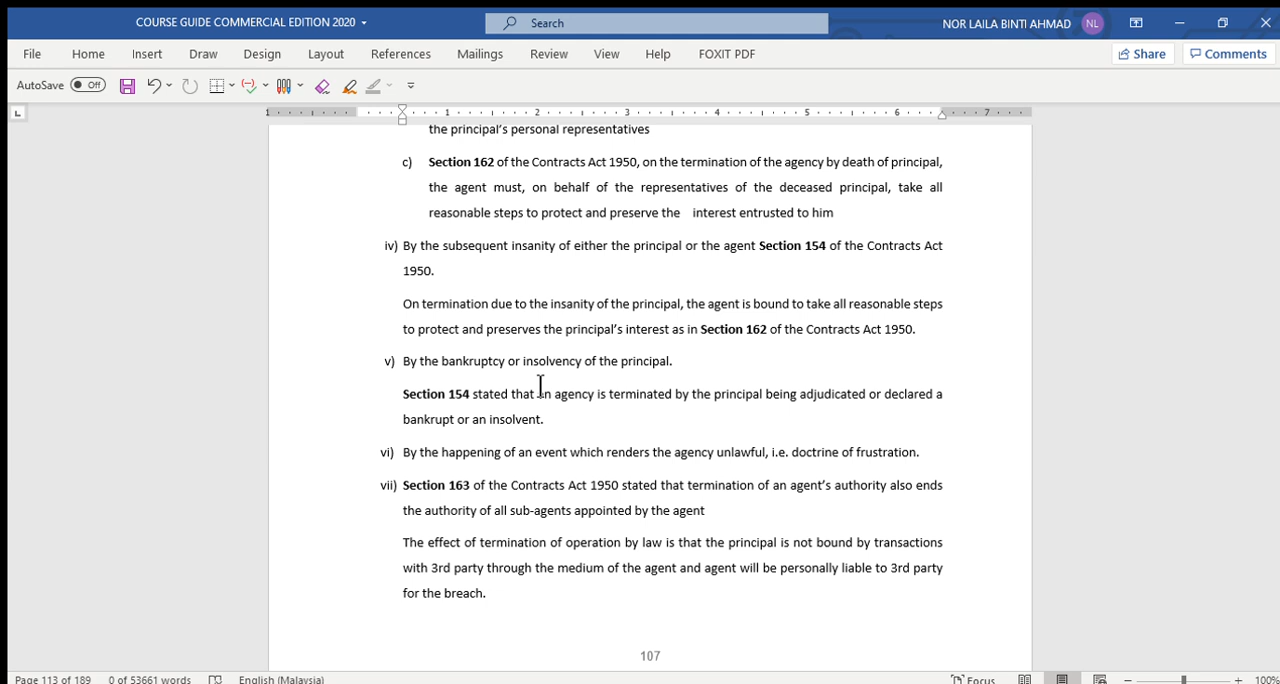 COURSE GUIDE COMMERCIAL EDITION 2020
Search
NOR LAILA BINTI AHMAD NL
File Home Insert Draw Design Layout References Mailings Review View Help FOXIT PDF Share Comments
AutoSave Off
1 1 2 3 4 5 6 7
the principal's personal representatives
c) Section 162 of the Contracts Act 1950, on the termination of the agency by death of principal,
the agent must, on behalf of the representatives of the deceased principal, take all
reasonable steps to protect and preserve the interest entrusted to him
iv) By the subsequent insanity of either the principal or the agent Section 154 of the Contracts Act
1950.
On termination due to the insanity of the principal, the agent is bound to take all reasonable steps
to protect and preserves the principal's interest as in Section 162 of the Contracts Act 1950.
v) By the bankruptcy or insolvency of the principal.
Section 154 stated that an agency is terminated by the principal being adjudicated or declared a
bankrupt or an insolvent.
vi) By the happening of an event which renders the agency unlawful, i.e. doctrine of frustration.
vii) Section 163 of the Contracts Act 1950 stated that termination of an agent's authority also ends
the authority of all sub-agents appointed by the agent
The effect of termination of operation by law is that the principal is not bound by transactions
with 3rd party through the medium of the agent and agent will be personally liable to 3rd party
for the breach.
107
Page 113 of 189 0 of 53661 words English (Malaysia) Focus 100%